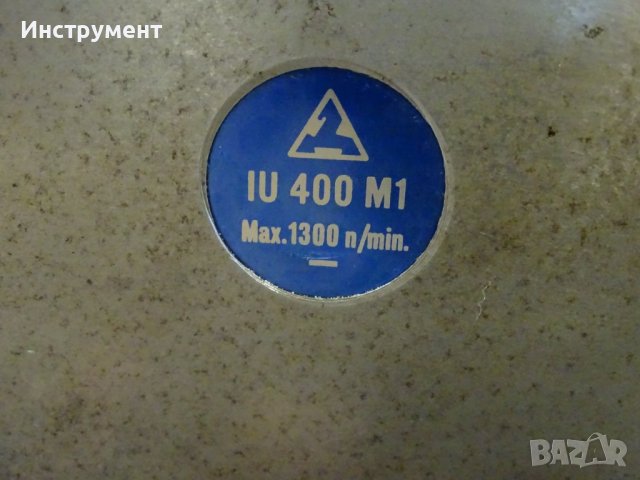 Инструмент
IU 400 M1
Max.1300 n/min.
BAZAR